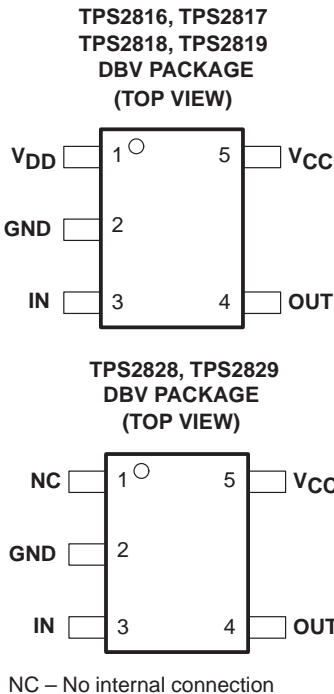 TPS2816, TPS2817
TPS2818, TPS2819
DBV PACKAGE
(TOP VIEW)
VDD 1 5 VCC
GND 2
IN 3 4 OUT
TPS2828, TPS2829
DBV PACKAGE
(TOP VIEW)
NC 1 5 VCC
GND 2
IN 3 4 OUT
NC – No internal connection